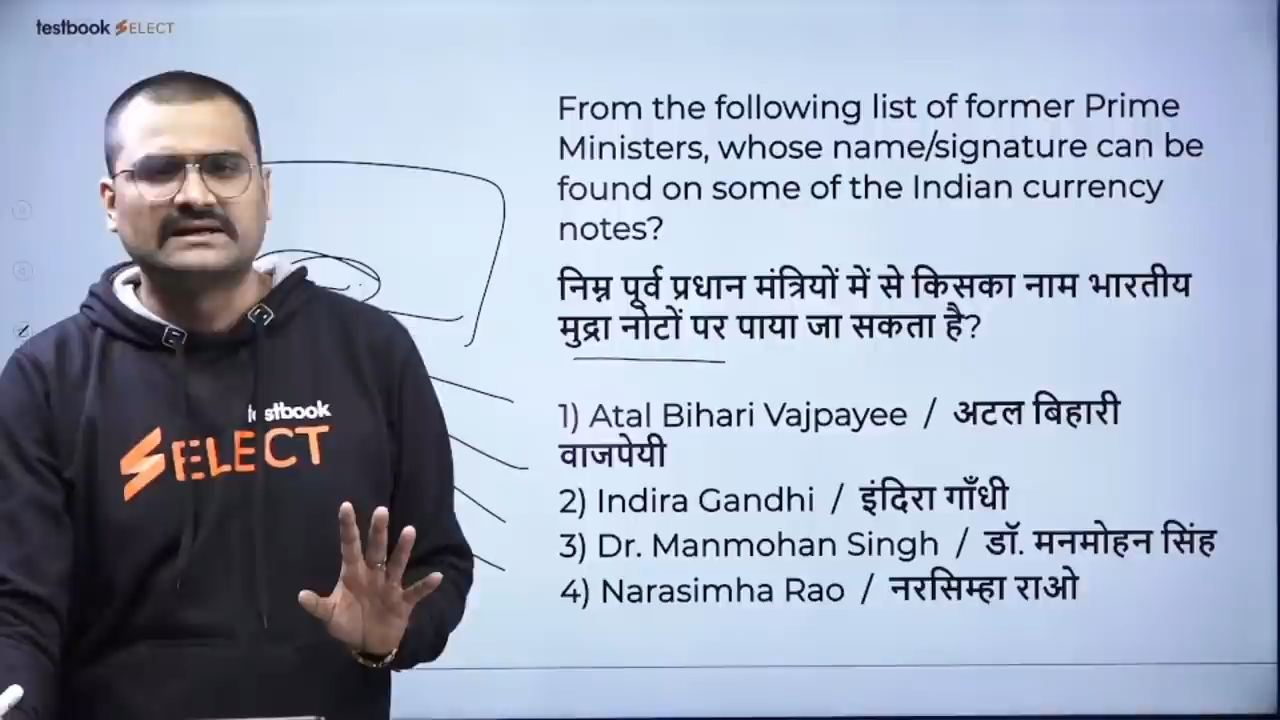 testbook SELECT
From the following list of former Prime
Ministers, whose name/signature can be
found on some of the Indian currency
notes?
निम्न पूर्व प्रधान मंत्रियों में से किसका नाम भारतीय
मुद्रा नोटों पर पाया जा सकता है?
1) Atal Bihari Vajpayee / अटल बिहारी
वाजपेयी
2) Indira Gandhi / इंदिरा गाँधी
3) Dr. Manmohan Singh / डॉ. मनमोहन सिंह
4) Narasimha Rao / नरसिम्हा राओ
testbook
SELECT